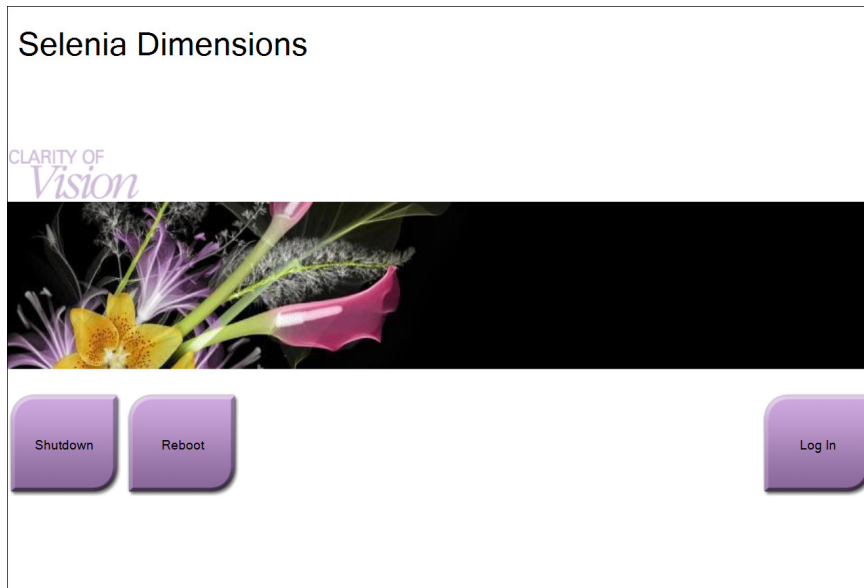 Selenia Dimensions
CLARITY OF
Vision
Shutdown
Reboot
Log In